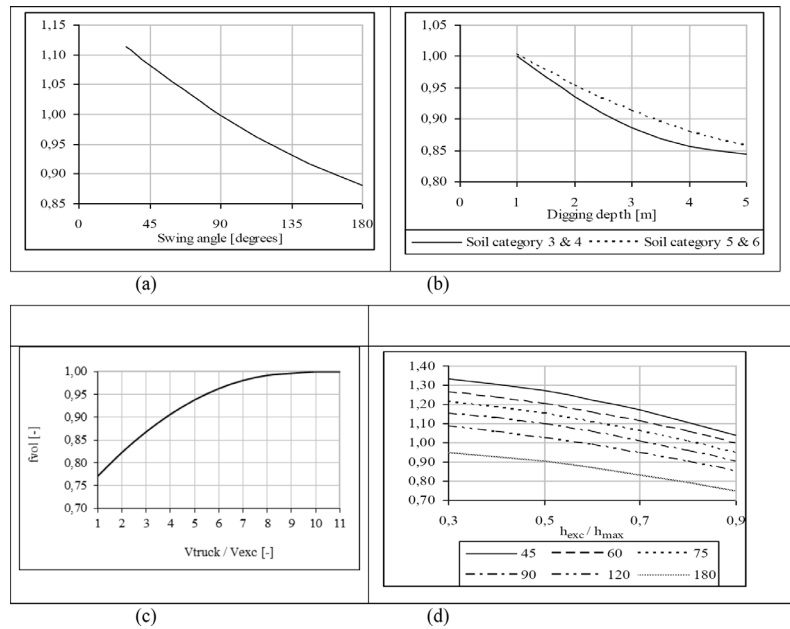 1,15
1,10
1,05
1,00
0,95
0,90
0,85
0 45 90 135 180
Swing angle [degrees]
1,05
1,00
0,95
0,90
0,85
0,80
0 1 2 3 4 5
Digging depth [m]
Soil category 3 & 4 Soil category 5 & 6
(a) (b)
1,00
0,95
0,90
0,85
0,80
0,75
0,70
fvol [-]
1 2 3 4 5 6 7 8 9 10 11
Vtruck / Vexc [-]
1,40
1,30
1,20
1,10
1,00
0,90
0,80
0,70
0,3 0,5 0,7 0,9
hexc / hmax
45 60 75
90 120 180
(c) (d)